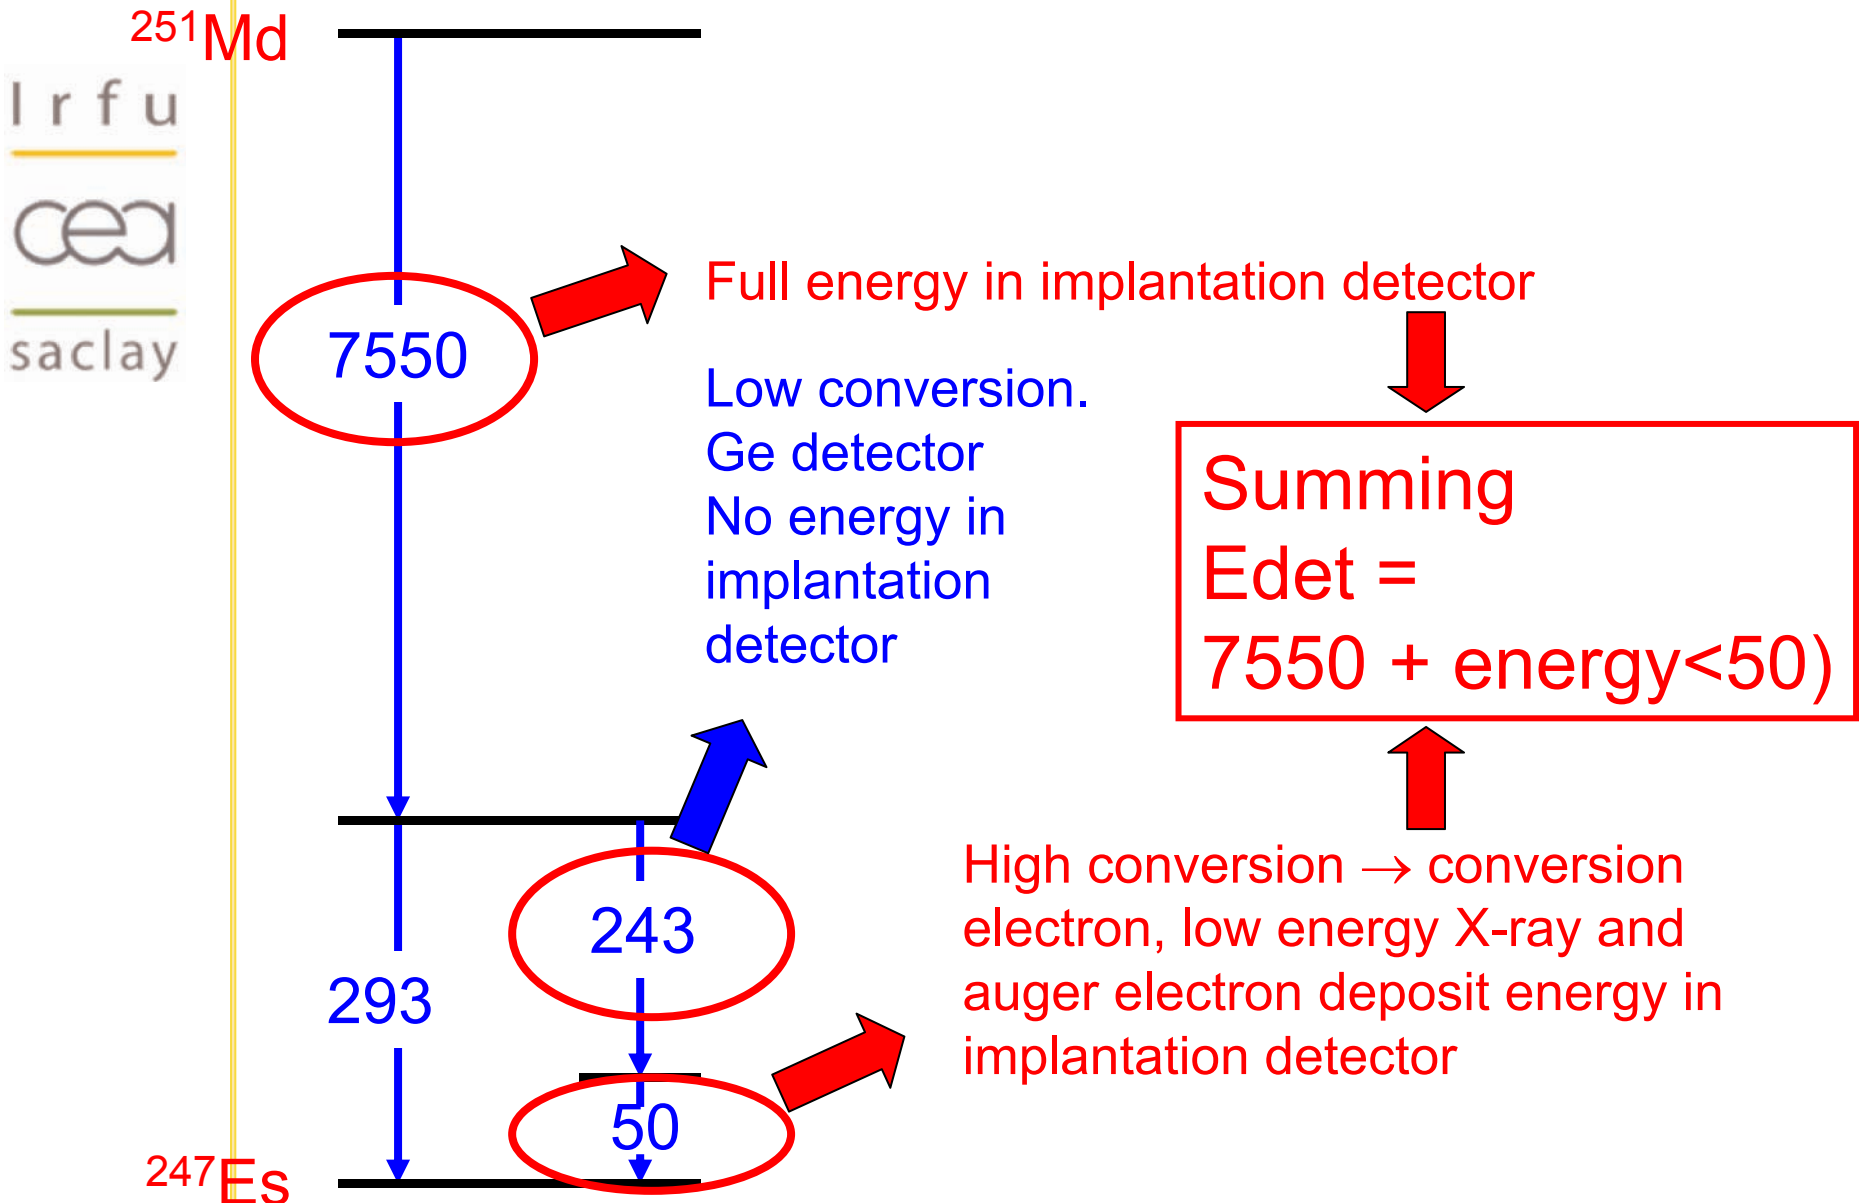 ²⁵¹Md
Irfu
cea
saclay
7550
Full energy in implantation detector
Low conversion.
Ge detector
No energy in
implantation
detector
Summing
Edet =
7550 + energy<50)
243
293
50
High conversion → conversion
electron, low energy X-ray and
auger electron deposit energy in
implantation detector
²⁴⁷Es